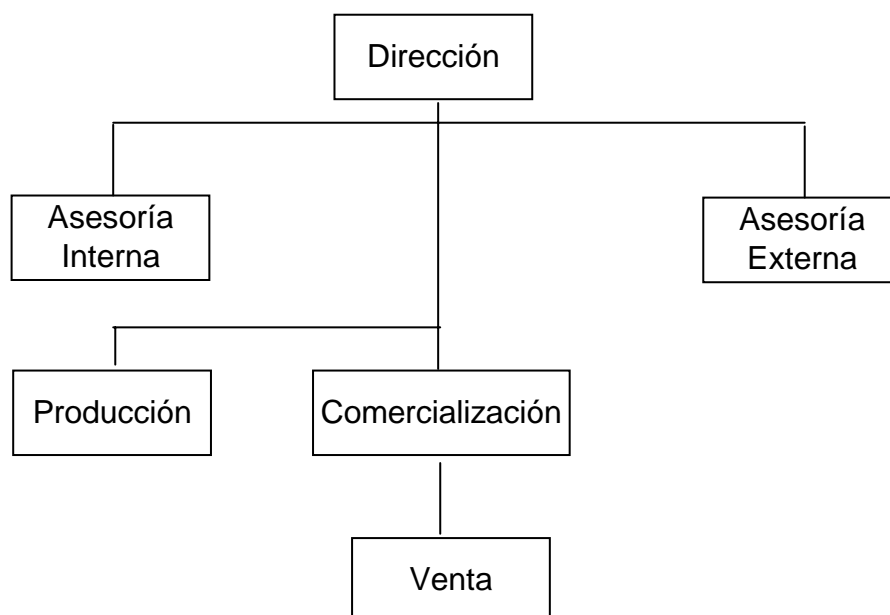 Dirección
Asesoría
Interna
Asesoría
Externa
Producción
Comercialización
Venta